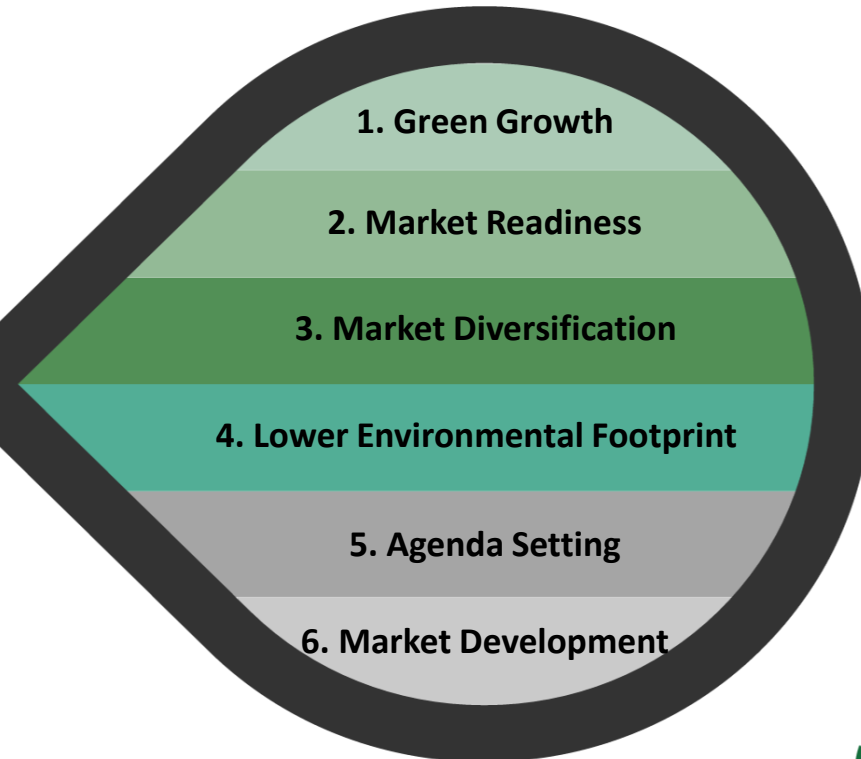 1. Green Growth
2. Market Readiness
3. Market Diversification
4. Lower Environmental Footprint
5. Agenda Setting
6. Market Development